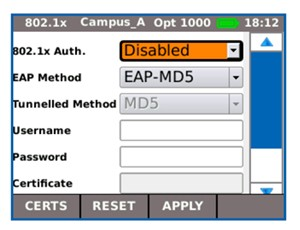 802.1x Campus_A Opt 1000 18:12
802.1x Auth. Disabled
EAP Method EAP-MD5
Tunnelled Method MD5
Username
Password
Certificate
CERTS RESET APPLY